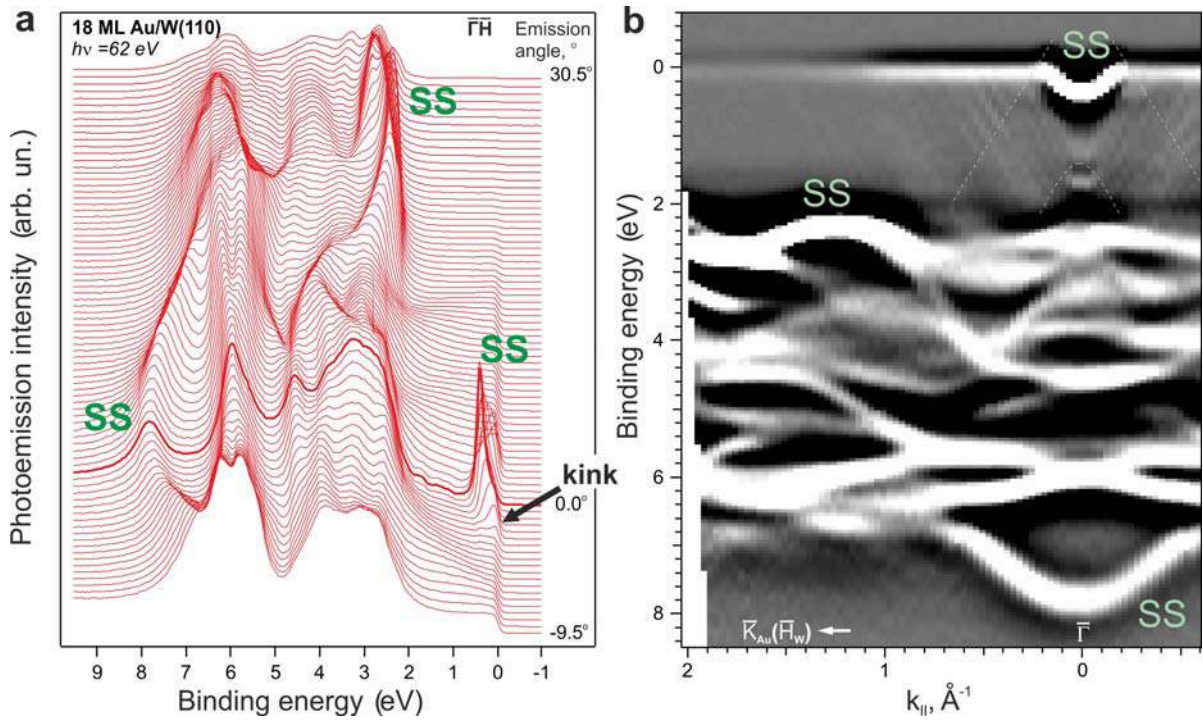 a
18 ML Au/W(110)
hν =62 eV
Γ̅H̅
Emission
angle, °
30.5°
SS
SS
SS
kink
0.0°
-9.5°
Photoemission intensity (arb. un.)
9 8 7 6 5 4 3 2 1 0 -1
Binding energy (eV)
b
SS
SS
SS
0
2
4
6
8
Binding energy (eV)
K̅Au(H̅W) ←
Γ̅
2 1 0
k||, Å-1